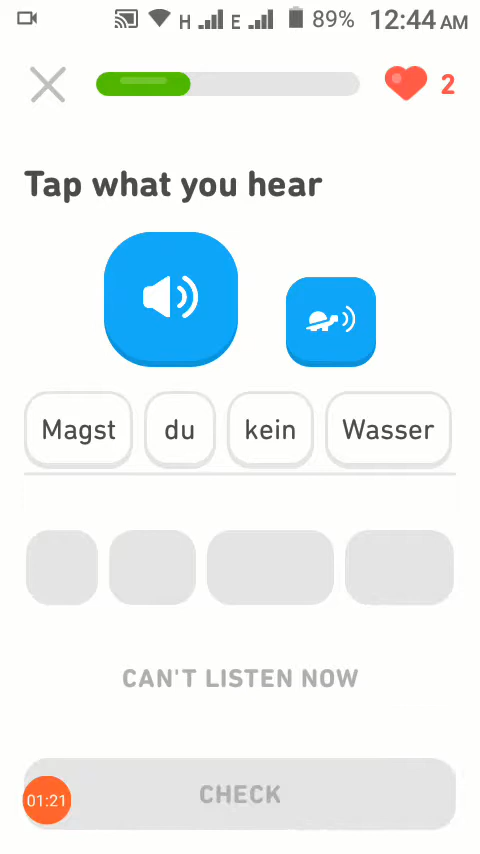 H E 89% 12:44 AM
2
Tap what you hear
Magst du kein Wasser
CAN'T LISTEN NOW
CHECK
01:21